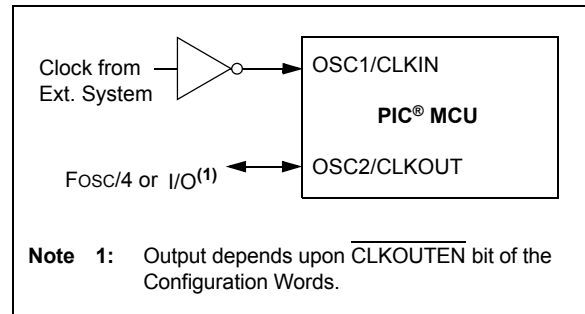 Clock from
Ext. System
OSC1/CLKIN
PIC® MCU
FOSC/4 or I/O(1)
OSC2/CLKOUT
Note 1: Output depends upon CLKOUTEN bit of the
Configuration Words.